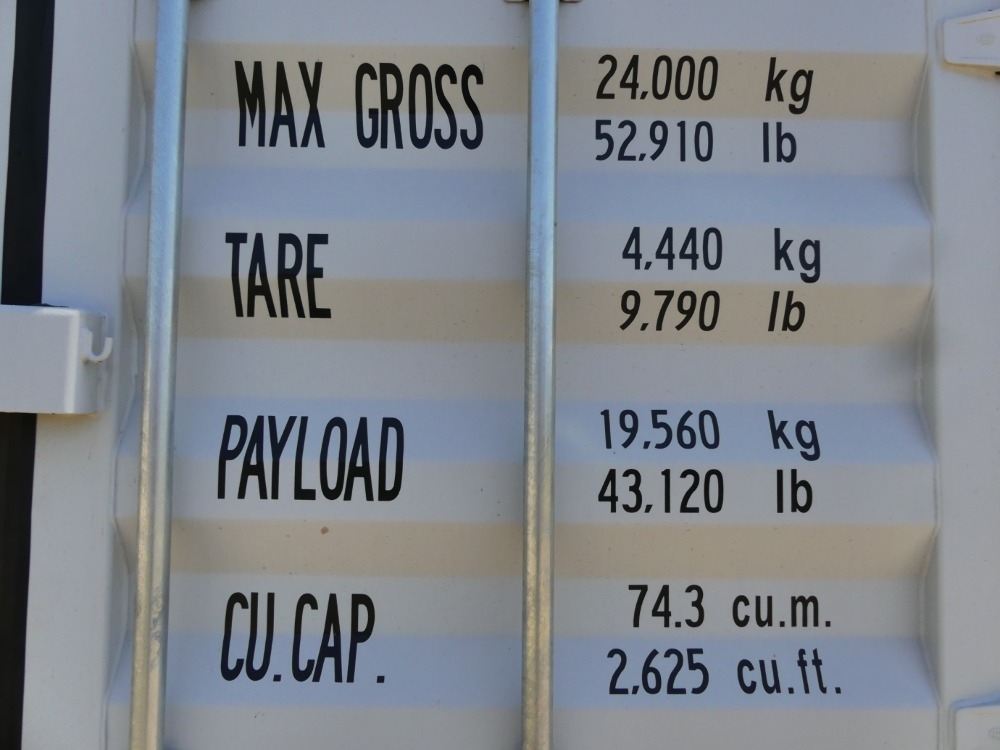 MAX GROSS 24,000 kg
52,910 lb
TARE 4,440 kg
9,790 lb
PAYLOAD 19,560 kg
43,120 lb
CU.CAP. 74.3 cu.m.
2,625 cu.ft.